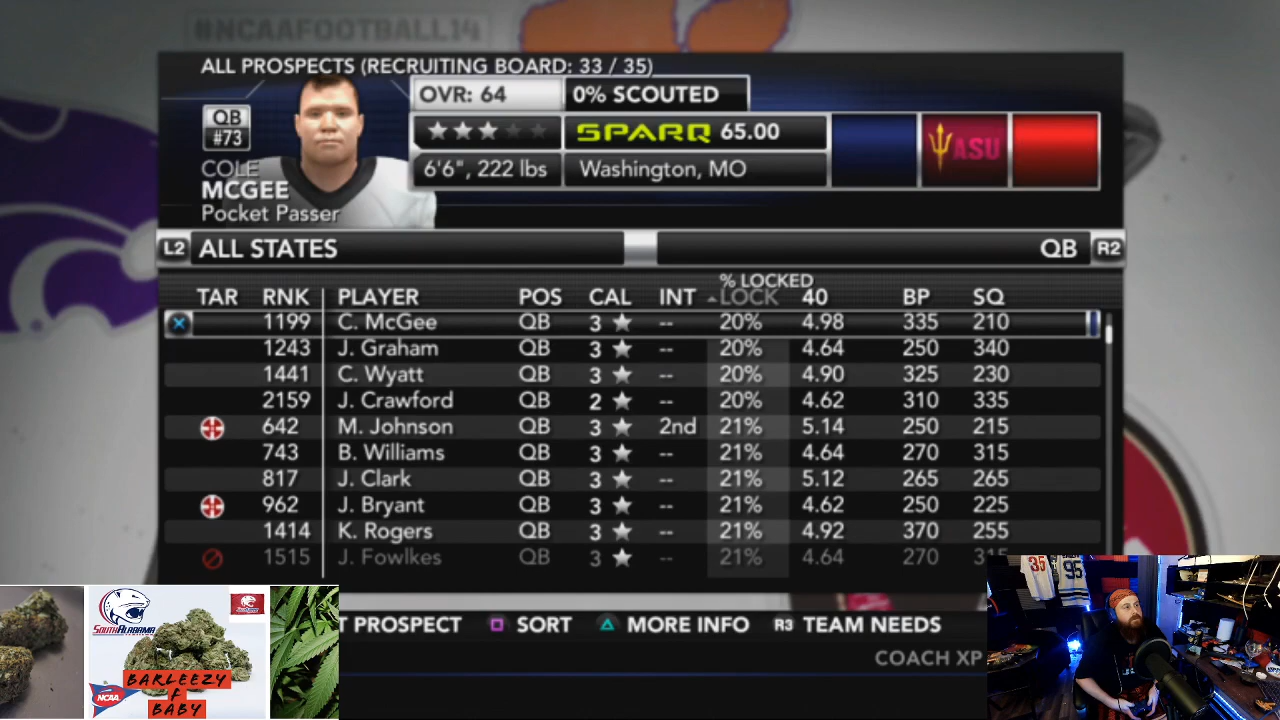 #NCAAFOOTBALL14
ALL PROSPECTS (RECRUITING BOARD: 33 / 35)
QB
#73
COLE
MCGEE
Pocket Passer
OVR: 64
0% SCOUTED
SPARQ 65.00
6'6", 222 lbs
Washington, MO
ASU
L2 ALL STATES
QB R2
TAR RNK PLAYER POS CAL INT % LOCKED LOCK 40 BP SQ
1199 C. McGee QB 3 -- 20% 4.98 335 210
1243 J. Graham QB 3 -- 20% 4.64 250 340
1441 C. Wyatt QB 3 -- 20% 4.90 325 230
2159 J. Crawford QB 2 -- 20% 4.62 310 335
642 M. Johnson QB 3 2nd 21% 5.14 250 215
743 B. Williams QB 3 -- 21% 4.64 270 315
817 J. Clark QB 3 -- 21% 5.12 265 265
962 J. Bryant QB 3 -- 21% 4.62 250 225
1414 K. Rogers QB 3 -- 21% 4.92 370 255
1515 J. Fowlkes QB 3 -- 21% 4.64 270 315
T PROSPECT SORT MORE INFO R3 TEAM NEEDS
COACH XP
SOUTH ALABAMA
NCAA
BARLEEZY
F
BABY
35
95